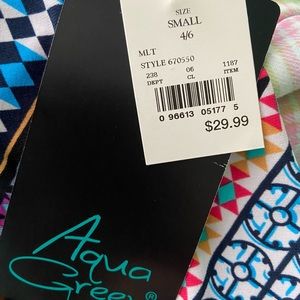 SIZE
SMALL
4/6
MLT
STYLE 670550
238 06 1187
DEPT CL ITEM
0 96613 05177 5
$29.99
Aqua
Green®